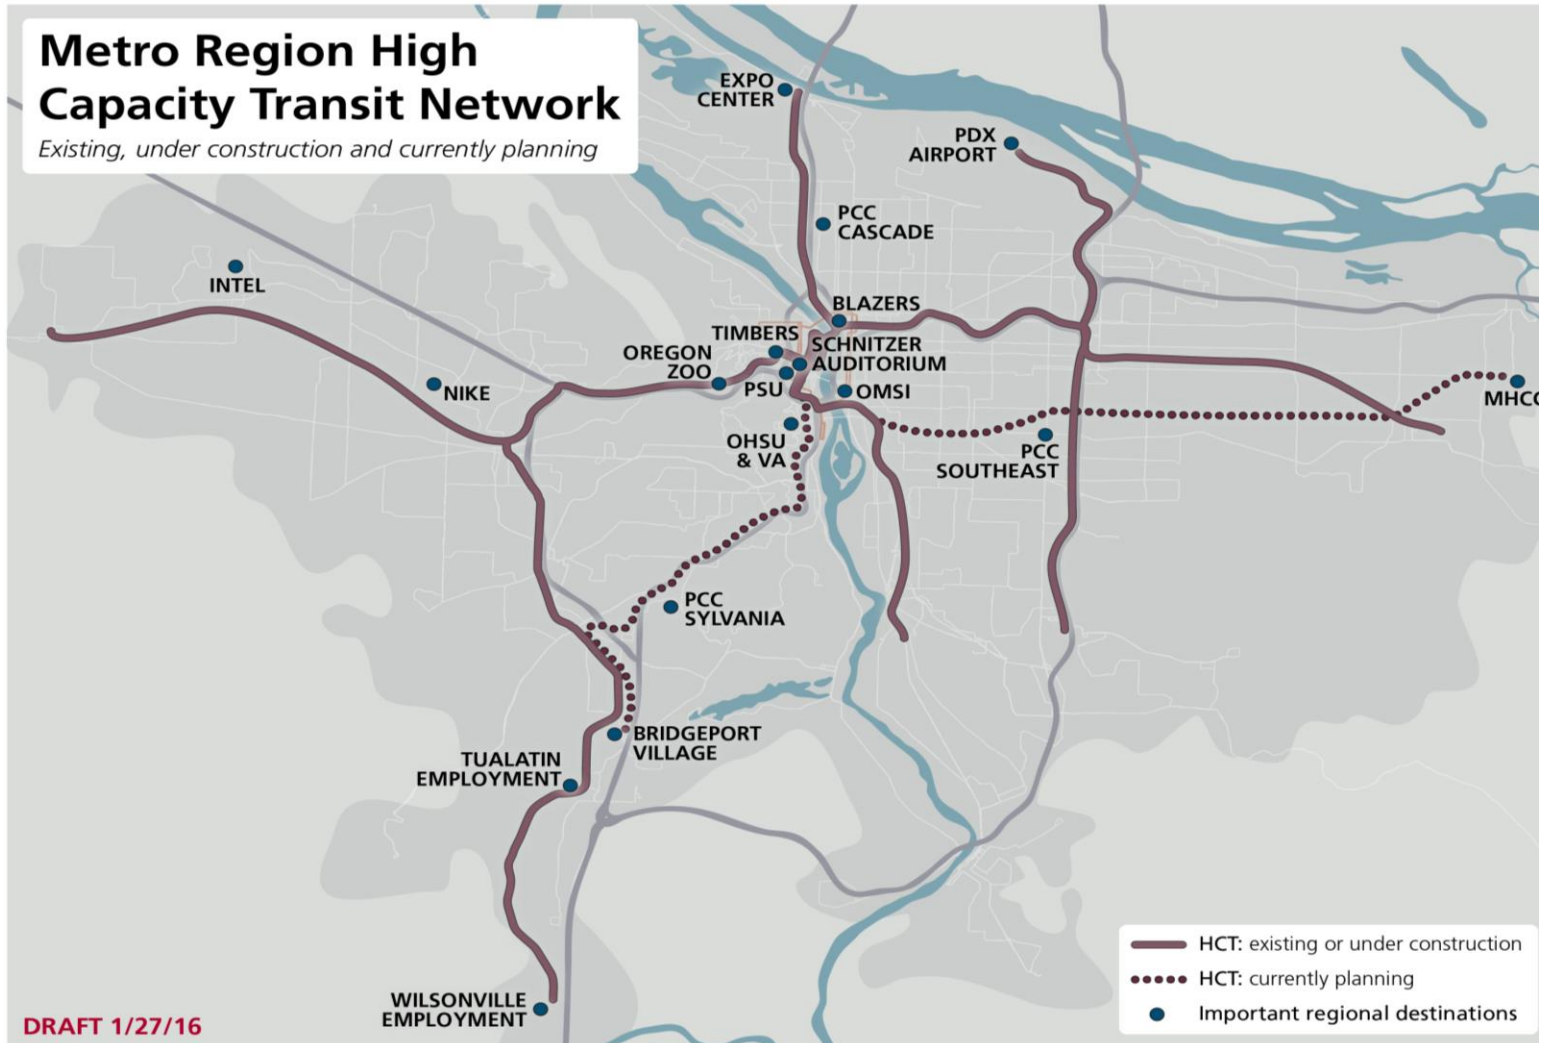 Metro Region High
Capacity Transit Network
Existing, under construction and currently planning
EXPO
CENTER
PDX
AIRPORT
PCC
CASCADE
INTEL
BLAZERS
TIMBERS
SCHNITZER
AUDITORIUM
OREGON
ZOO
PSU
OMSI
NIKE
MHCC
OHSU
& VA
PCC
SOUTHEAST
PCC
SYLVANIA
BRIDGEPORT
VILLAGE
TUALATIN
EMPLOYMENT
WILSONVILLE
EMPLOYMENT
HCT: existing or under construction
HCT: currently planning
Important regional destinations
DRAFT 1/27/16